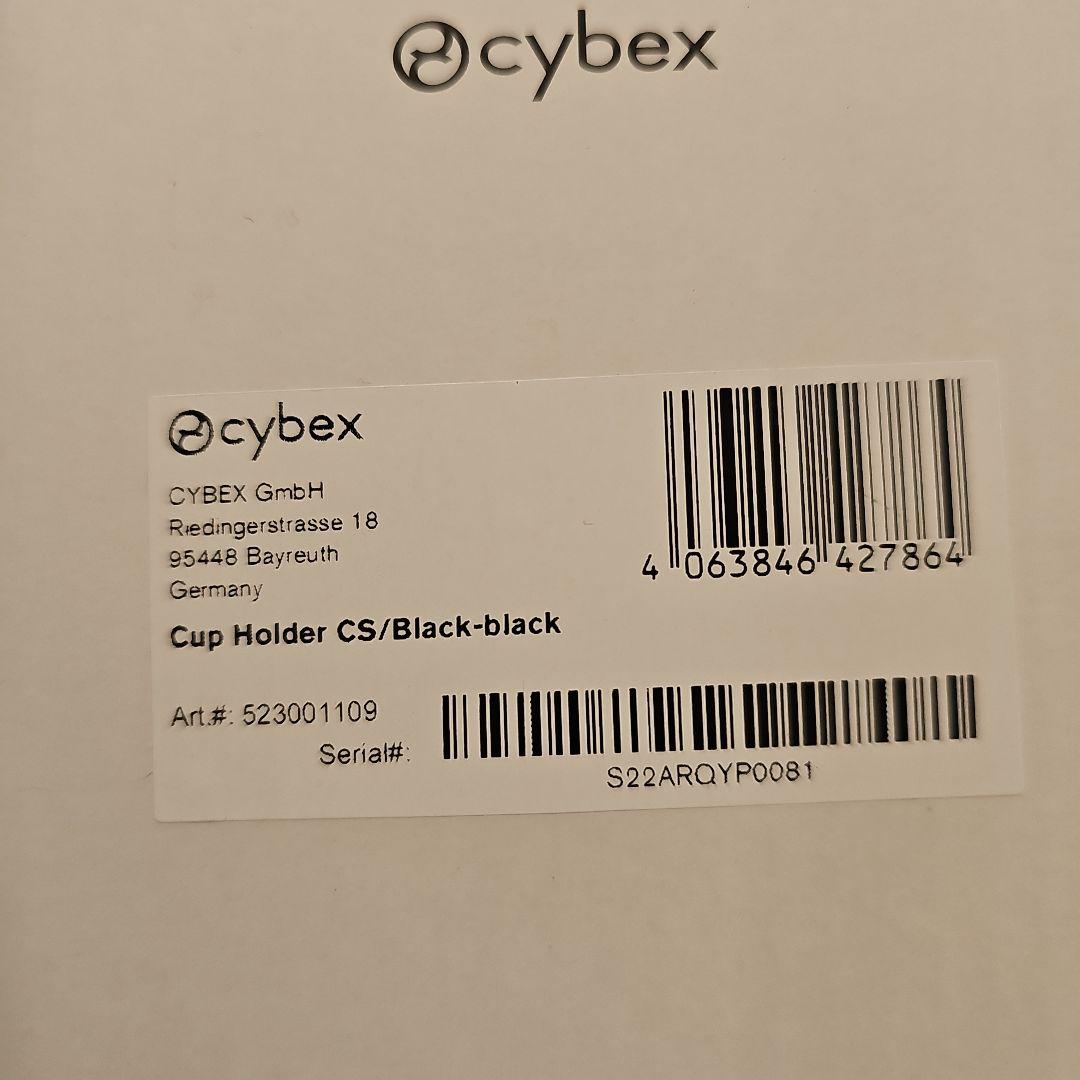 cybex
cybex
CYBEX GmbH
Riedingerstrasse 18
95448 Bayreuth
Germany
4 063846 427864
Cup Holder CS/Black-black
Art.#: 523001109
Serial#:
S22ARQYP0081